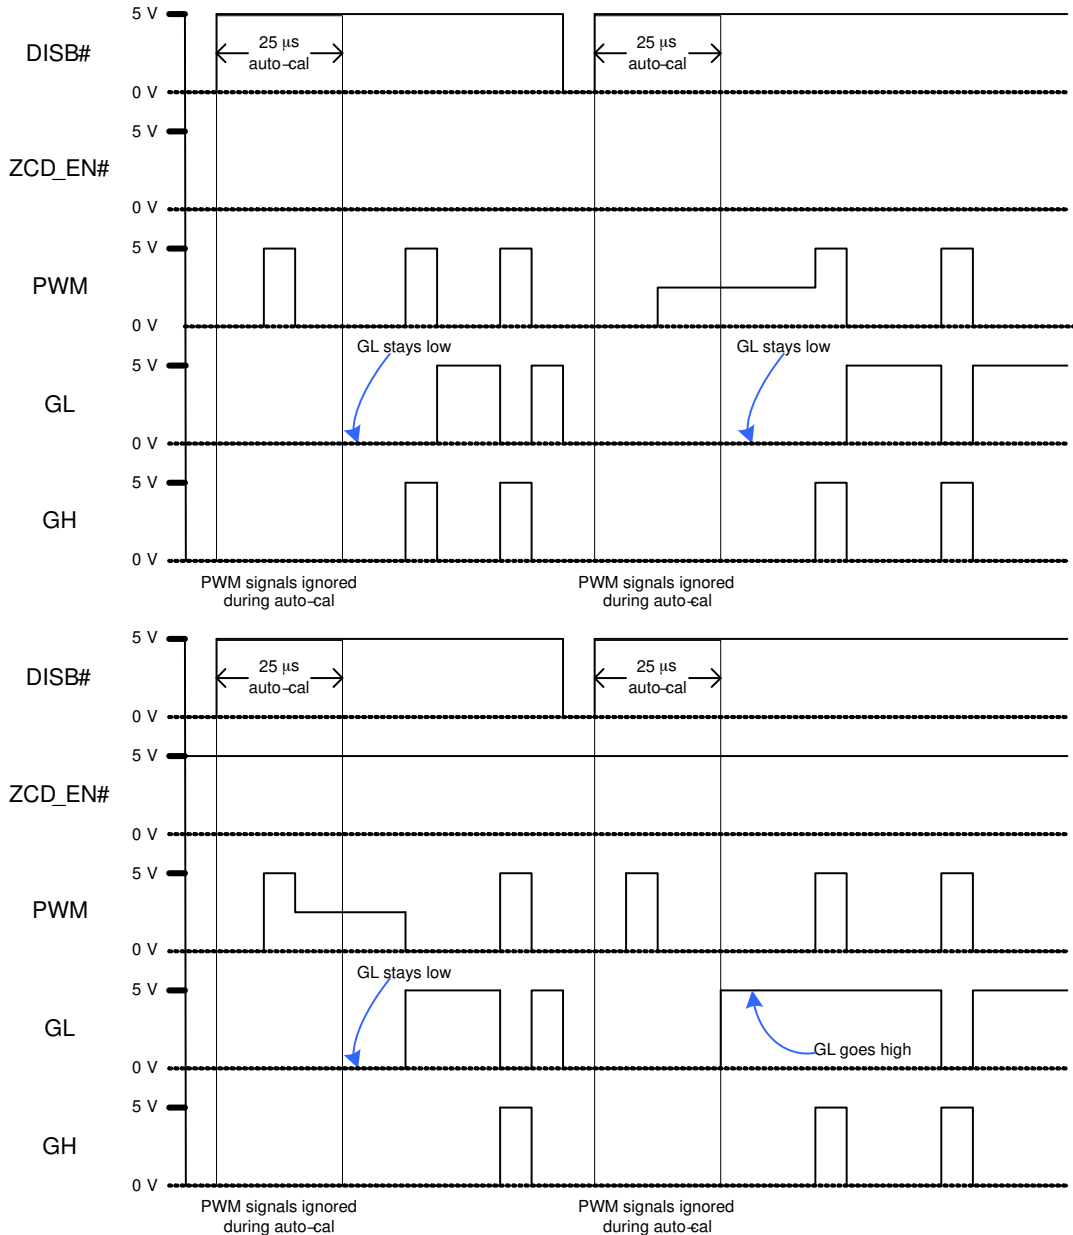 5 V
DISB#
25 μs
auto-cal
25 μs
auto-cal
0 V
5 V
ZCD_EN#
0 V
5 V
PWM
0 V
GL stays low
GL stays low
5 V
GL
0 V
5 V
GH
0 V
PWM signals ignored
during auto-cal
PWM signals ignored
during auto-cal
5 V
DISB#
25 μs
auto-cal
25 μs
auto-cal
0 V
5 V
ZCD_EN#
0 V
5 V
PWM
0 V
GL stays low
5 V
GL
GL goes high
0 V
5 V
GH
0 V
PWM signals ignored
during auto-cal
PWM signals ignored
during auto-cal